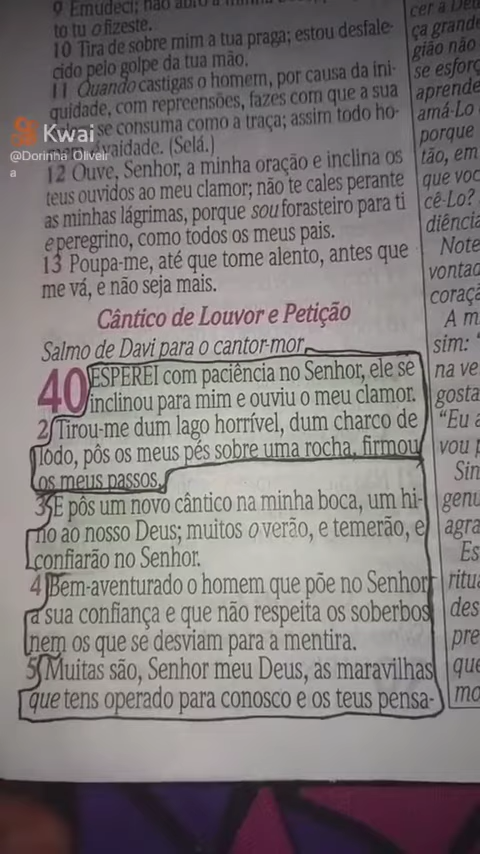 9 Emudeci; não
to tu o fizeste.
10 Tira de sobre mim a tua praga; estou desfale-
cido pelo golpe da tua mão.
11 Quando castigas o homem, por causa da ini-
quidade, com repreensões, fazes com que a sua
se consuma como a traça; assim todo ho-
vaidade. (Selá.)
12 Ouve, Senhor, a minha oração e inclina os
teus ouvidos ao meu clamor; não te cales perante
as minhas lágrimas, porque sou forasteiro para ti
e peregrino, como todos os meus pais.
13 Poupa-me, até que tome alento, antes que
me vá, e não seja mais.
Cântico de Louvor e Petição
Salmo de Davi para o cantor-mor
40 ESPEREI com paciência no Senhor, ele se
inclinou para mim e ouviu o meu clamor.
2 Tirou-me dum lago horrível, dum charco de
lodo, pôs os meus pés sobre uma rocha, firmou
os meus passos.
3 E pôs um novo cântico na minha boca, um hi-
no ao nosso Deus; muitos o verão, e temerão, e
confiarão no Senhor.
4 Bem-aventurado o homem que põe no Senhor
a sua confiança e que não respeita os soberbos
nem os que se desviam para a mentira.
5 Muitas são, Senhor meu Deus, as maravilhas
que tens operado para conosco e os teus pensa-
ça grand
gião não
se esforç
aprende
amá-Lo
porque
tão, em
que voc
cê-Lo?
diência
Note
vontad
coraçã
A m
sim: "
na ve
gosta
"Eu a
vou p
Sin
genu
agra
Es
ritua
des
pre
que
mo
Kwai
@Dorinha Oliveir
a